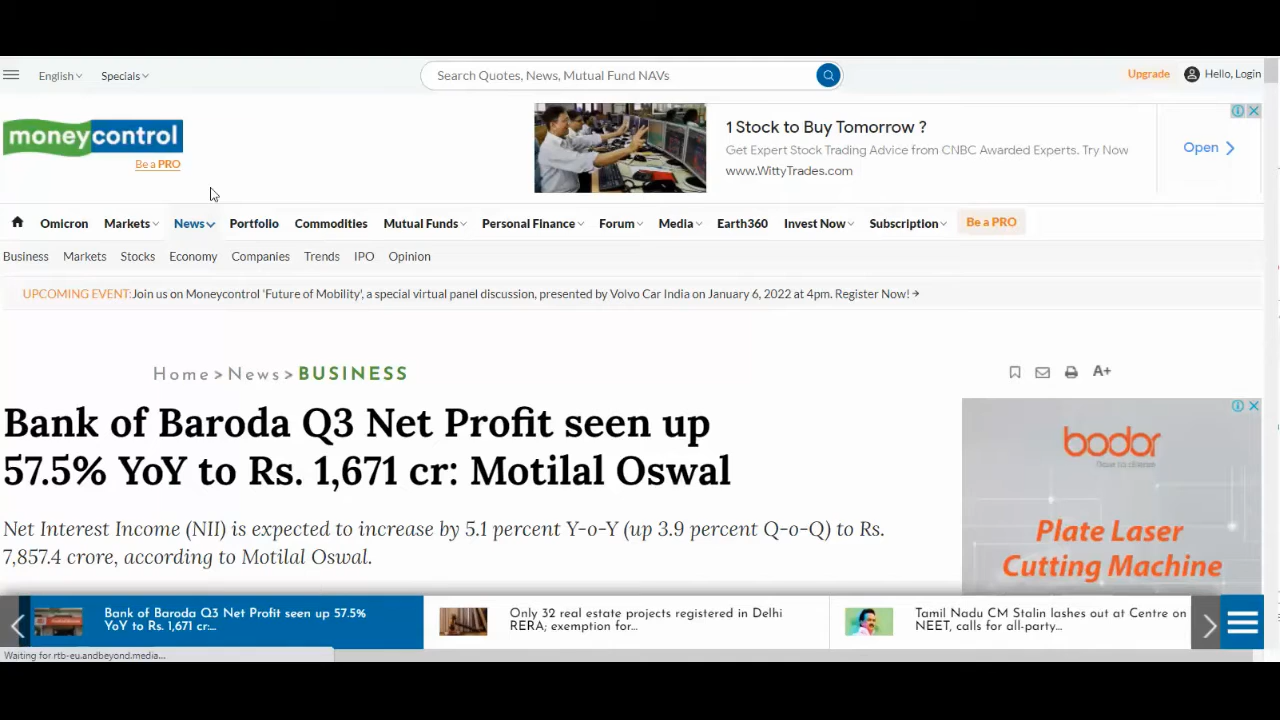 English Specials Search Quotes, News, Mutual Fund NAVs Upgrade Hello, Login
moneycontrol
Be a PRO
1 Stock to Buy Tomorrow ?
Get Expert Stock Trading Advice from CNBC Awarded Experts. Try Now
www.WittyTrades.com
Open
Omicron Markets News Portfolio Commodities Mutual Funds Personal Finance Forum Media Earth360 Invest Now Subscription Be a PRO
Business Markets Stocks Economy Companies Trends IPO Opinion
UPCOMING EVENT:Join us on Moneycontrol 'Future of Mobility', a special virtual panel discussion, presented by Volvo Car India on January 6, 2022 at 4pm. Register Now!
Home > News > BUSINESS
A+
Bank of Baroda Q3 Net Profit seen up
57.5% YoY to Rs. 1,671 cr: Motilal Oswal
Net Interest Income (NII) is expected to increase by 5.1 percent Y-o-Y (up 3.9 percent Q-o-Q) to Rs.
7,857.4 crore, according to Motilal Oswal.
bodor
Plate Laser
Cutting Machine
Bank of Baroda Q3 Net Profit seen up 57.5%
YoY to Rs 1,671 cr:...
Only 32 real estate projects registered in Delhi
RERA; exemption for...
Tamil Nadu CM Stalin lashes out at Centre on
NEET, calls for all-party...
Waiting for rtb-eu.andbeyond.media...